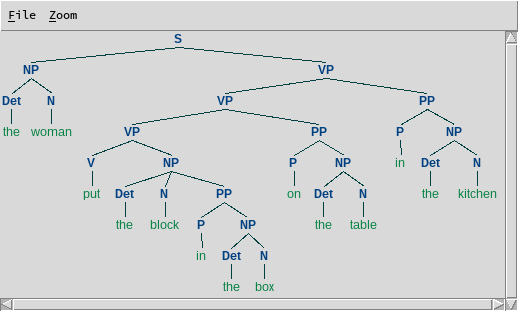 File Zoom
S
NP VP
Det N VP PP
the woman VP PP P NP
V NP P NP in Det N
put Det N PP on Det N the kitchen
the block P NP the table
in Det N
the box